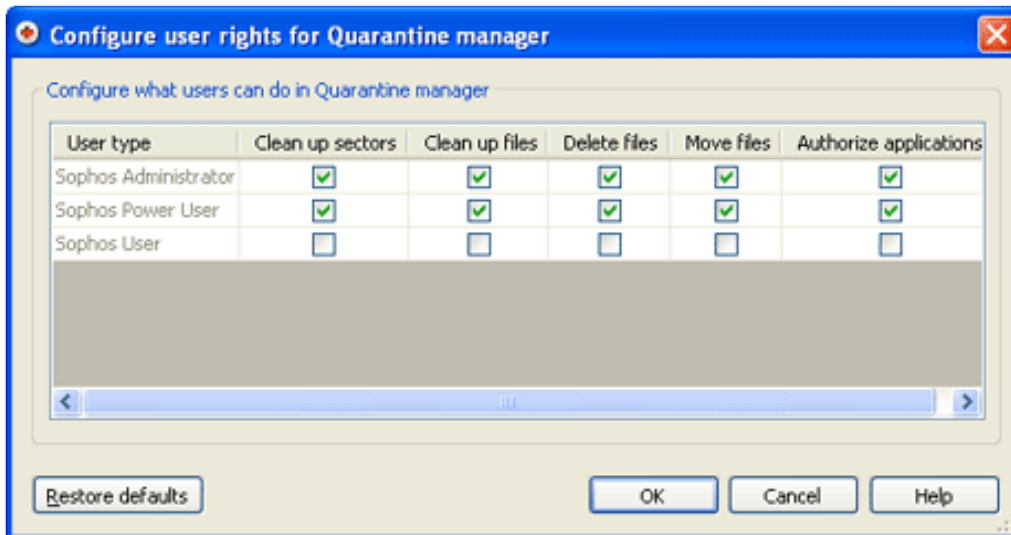 Configure user rights for Quarantine manager
Configure what users can do in Quarantine manager
User type Clean up sectors Clean up files Delete files Move files Authorize applications
Sophos Administrator
Sophos Power User
Sophos User
Restore defaults OK Cancel Help